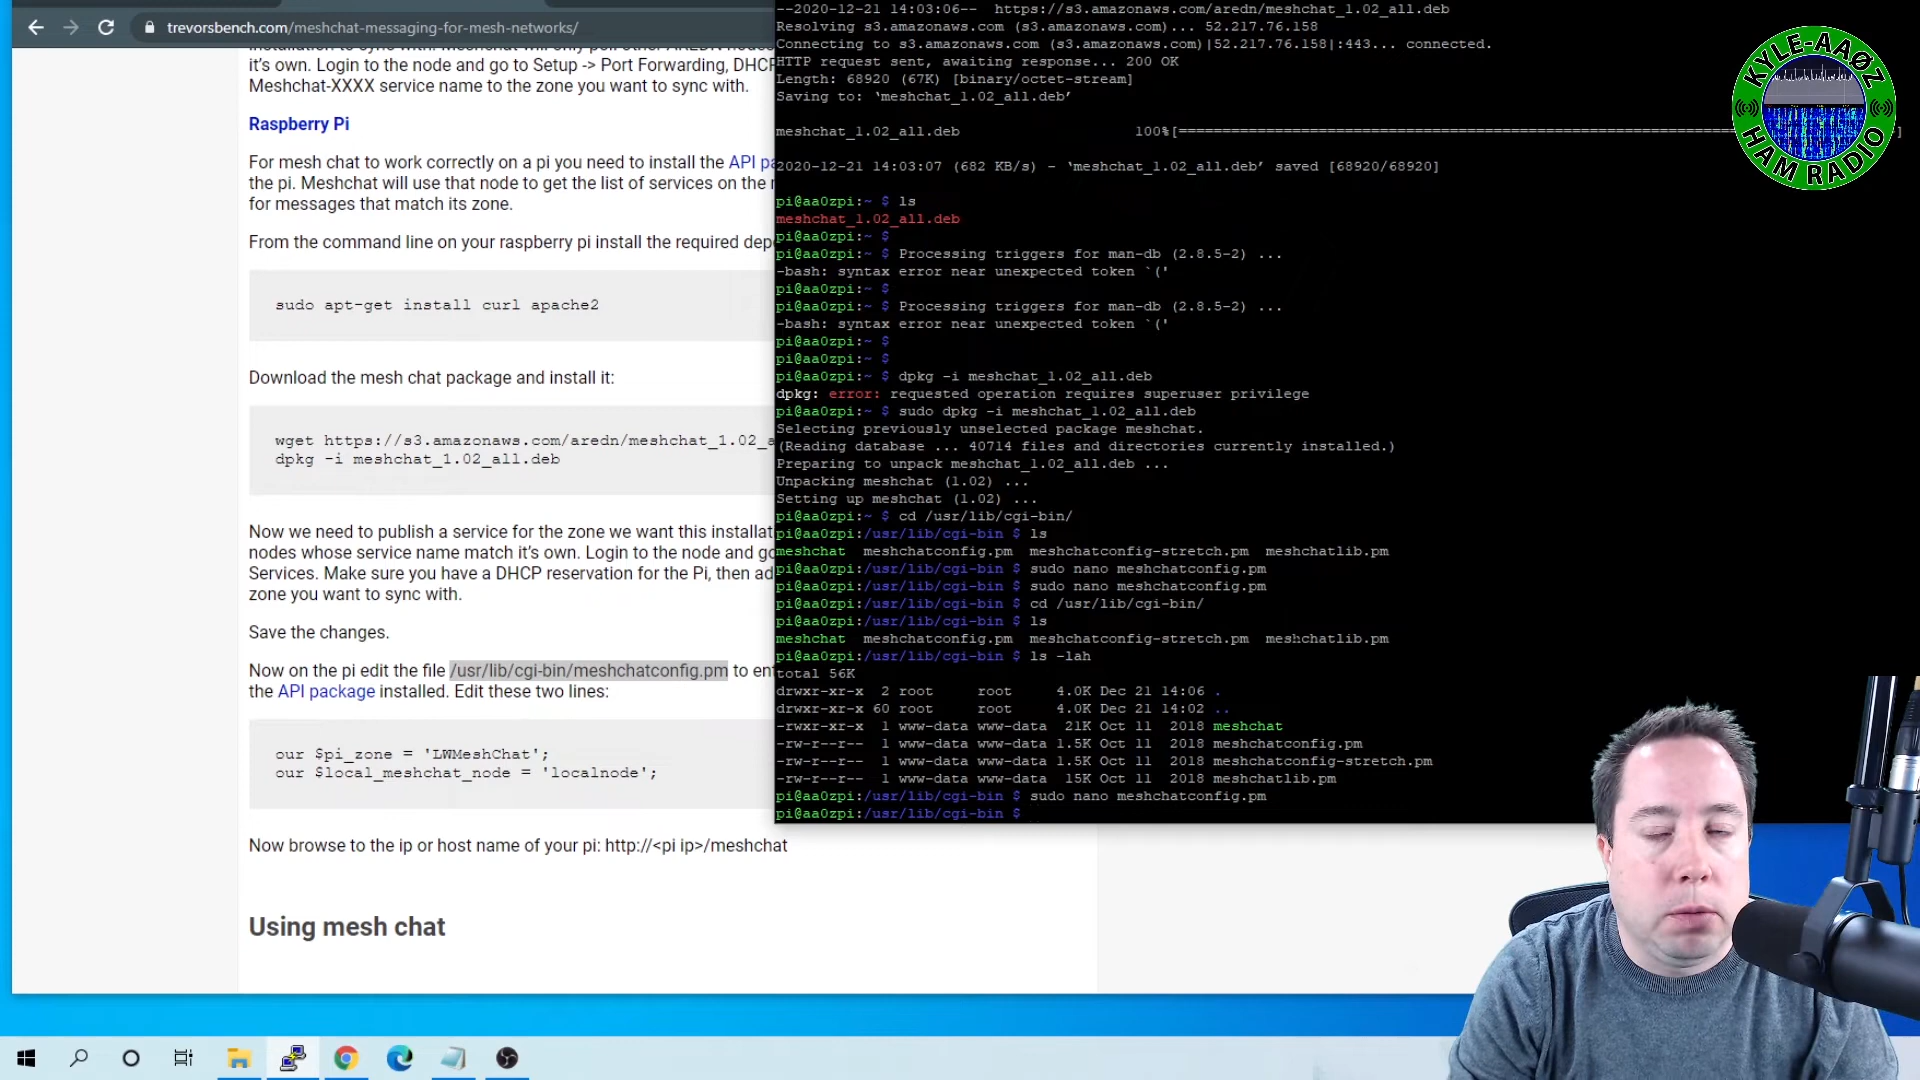 trevorsbench.com/meshchat-messaging-for-mesh-networks/
it's own. Login to the node and go to Setup -> Port Forwarding, DHCP
Meshchat-XXXX service name to the zone you want to sync with.
Raspberry Pi
For mesh chat to work correctly on a pi you need to install the API pa
the pi. Meshchat will use that node to get the list of services on the
for messages that match its zone.
From the command line on your raspberry pi install the required dep
sudo apt-get install curl apache2
Download the mesh chat package and install it:
wget https://s3.amazonaws.com/aredn/meshchat_1.02_a
dpkg -i meshchat_1.02_all.deb
Now we need to publish a service for the zone we want this installat
nodes whose service name match it's own. Login to the node and go
Services. Make sure you have a DHCP reservation for the Pi, then ad
zone you want to sync with.
Save the changes.
Now on the pi edit the file /usr/lib/cgi-bin/meshchatconfig.pm to ent
the API package installed. Edit these two lines:
our $pi_zone = 'LWMeshChat';
our $local_meshchat_node = 'localnode';
Now browse to the ip or host name of your pi: http://<pi ip>/meshchat
Using mesh chat
--2020-12-21 14:03:06-- https://s3.amazonaws.com/aredn/meshchat_1.02_all.deb
Resolving s3.amazonaws.com (s3.amazonaws.com)... 52.217.76.158
Connecting to s3.amazonaws.com (s3.amazonaws.com)|52.217.76.158|:443... connected.
HTTP request sent, awaiting response... 200 OK
Length: 68920 (67K) [binary/octet-stream]
Saving to: ‘meshchat_1.02_all.deb’
meshchat_1.02_all.deb 100%[==================================================
2020-12-21 14:03:07 (682 KB/s) - ‘meshchat_1.02_all.deb’ saved [68920/68920]
pi@aa0zpi:~ $ ls
meshchat_1.02_all.deb
pi@aa0zpi:~ $
pi@aa0zpi:~ $ Processing triggers for man-db (2.8.5-2) ...
-bash: syntax error near unexpected token `('
pi@aa0zpi:~ $
pi@aa0zpi:~ $ Processing triggers for man-db (2.8.5-2) ...
-bash: syntax error near unexpected token `('
pi@aa0zpi:~ $
pi@aa0zpi:~ $
pi@aa0zpi:~ $ dpkg -i meshchat_1.02_all.deb
dpkg: error: requested operation requires superuser privilege
pi@aa0zpi:~ $ sudo dpkg -i meshchat_1.02_all.deb
Selecting previously unselected package meshchat.
(Reading database ... 40714 files and directories currently installed.)
Preparing to unpack meshchat_1.02_all.deb ...
Unpacking meshchat (1.02) ...
Setting up meshchat (1.02) ...
pi@aa0zpi:~ $ cd /usr/lib/cgi-bin/
pi@aa0zpi:/usr/lib/cgi-bin $ ls
meshchat meshchatconfig.pm meshchatconfig-stretch.pm meshchatlib.pm
pi@aa0zpi:/usr/lib/cgi-bin $ sudo nano meshchatconfig.pm
pi@aa0zpi:/usr/lib/cgi-bin $ sudo nano meshchatconfig.pm
pi@aa0zpi:/usr/lib/cgi-bin $ cd /usr/lib/cgi-bin/
pi@aa0zpi:/usr/lib/cgi-bin $ ls
meshchat meshchatconfig.pm meshchatconfig-stretch.pm meshchatlib.pm
pi@aa0zpi:/usr/lib/cgi-bin $ ls -lah
total 56K
drwxr-xr-x 2 root root 4.0K Dec 21 14:06 .
drwxr-xr-x 60 root root 4.0K Dec 21 14:02 ..
-rwxr-xr-x 1 www-data www-data 21K Oct 11 2018 meshchat
-rw-r--r-- 1 www-data www-data 1.5K Oct 11 2018 meshchatconfig.pm
-rw-r--r-- 1 www-data www-data 1.5K Oct 11 2018 meshchatconfig-stretch.pm
-rw-r--r-- 1 www-data www-data 15K Oct 11 2018 meshchatlib.pm
pi@aa0zpi:/usr/lib/cgi-bin $ sudo nano meshchatconfig.pm
pi@aa0zpi:/usr/lib/cgi-bin $
KYLE-AAØZ
HAM RADIO